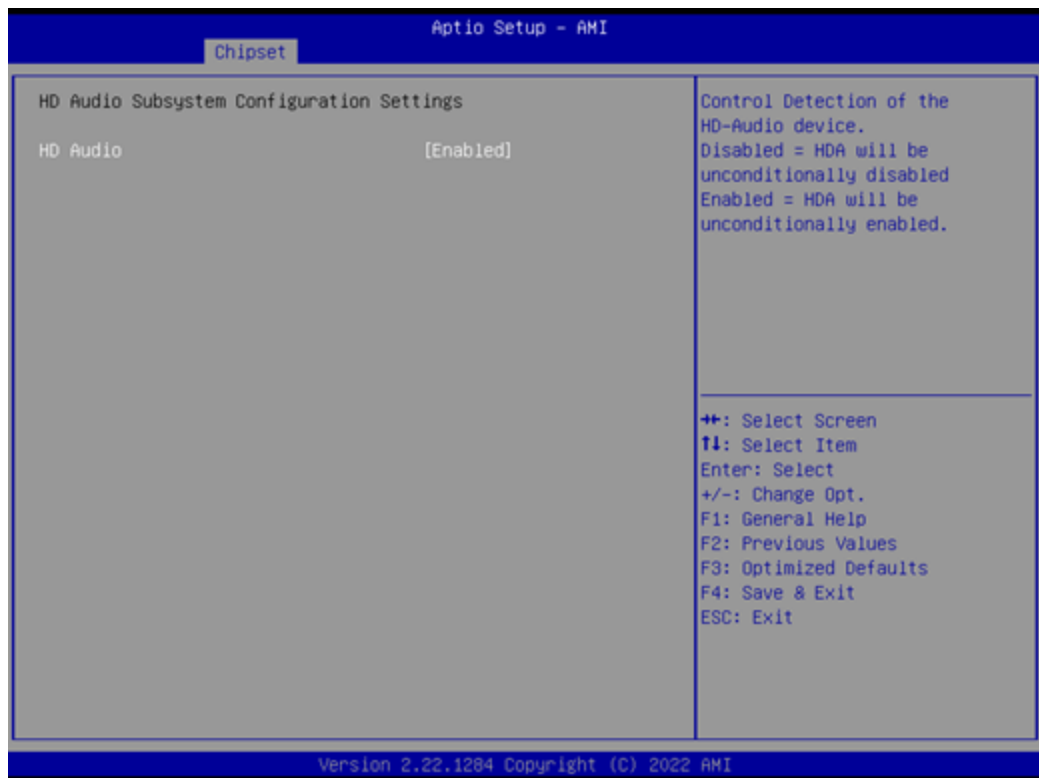 Aptio Setup - AMI
Chipset
HD Audio Subsystem Configuration Settings
HD Audio [Enabled]
Control Detection of the
HD-Audio device.
Disabled = HDA will be
unconditionally disabled
Enabled = HDA will be
unconditionally enabled.
→←: Select Screen
↑↓: Select Item
Enter: Select
+/-: Change Opt.
F1: General Help
F2: Previous Values
F3: Optimized Defaults
F4: Save & Exit
ESC: Exit
Version 2.22.1284 Copyright (C) 2022 AMI